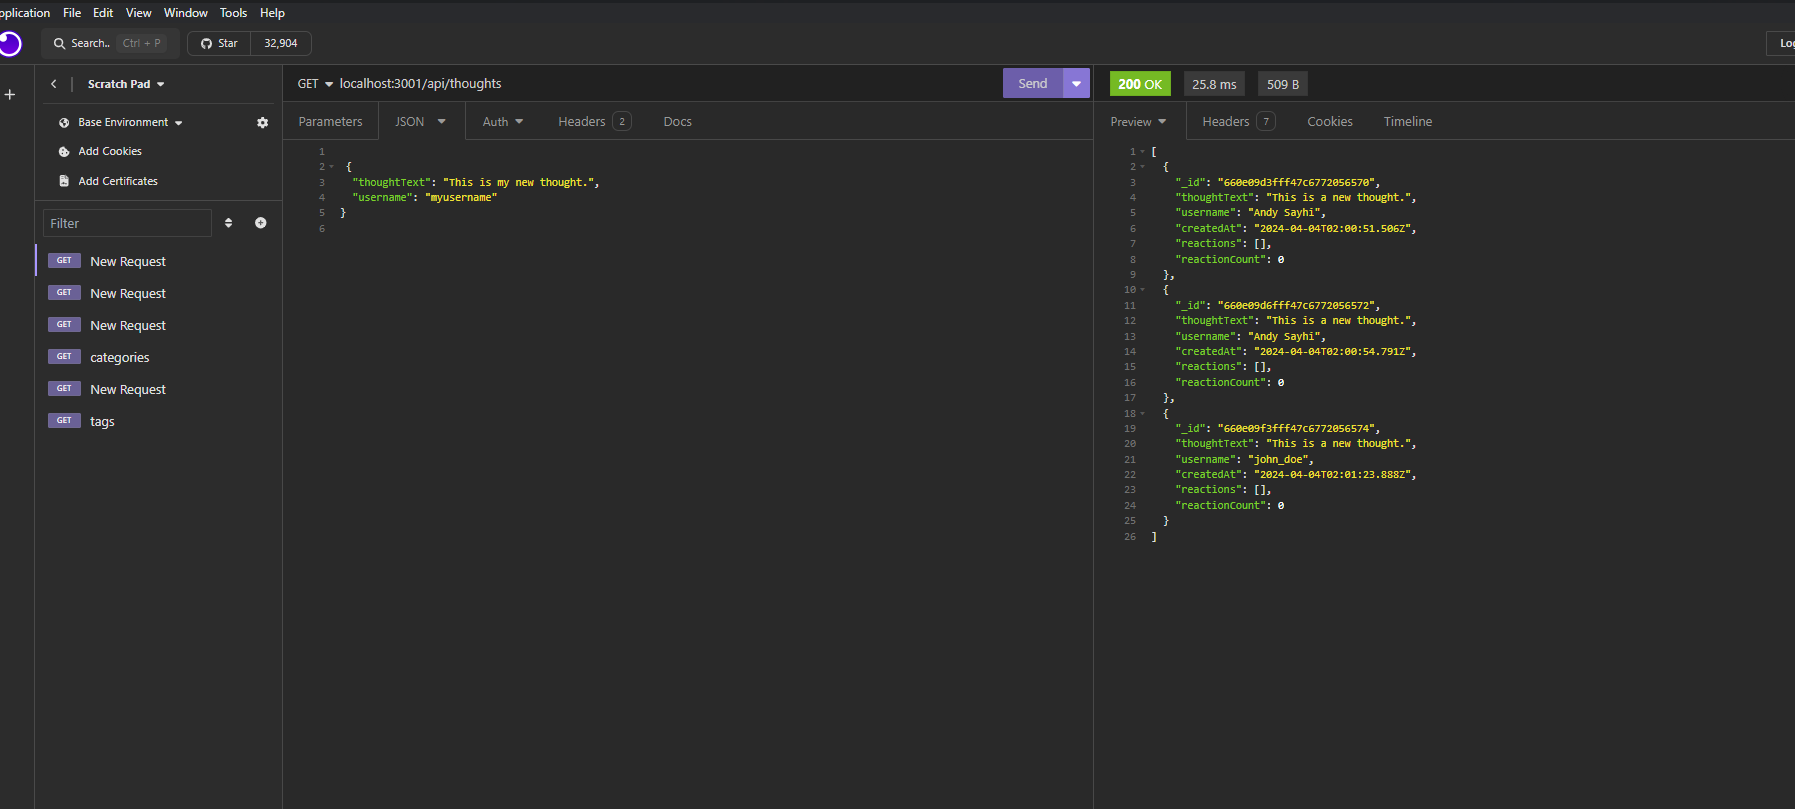 pplication File Edit View Window Tools Help
Search.. Ctrl + P Star 32,904
Scratch Pad
Base Environment
Add Cookies
Add Certificates
Filter
GET New Request
GET New Request
GET New Request
GET categories
GET New Request
GET tags
GET localhost:3001/api/thoughts Send
Parameters JSON Auth Headers 2 Docs
1
2 {
3 "thoughtText": "This is my new thought.",
4 "username": "myusername"
5 }
6
200 OK 25.8 ms 509 B
Log
Preview Headers 7 Cookies Timeline
1 [
2 {
3 "_id": "660e09d3fff47c6772056570",
4 "thoughtText": "This is a new thought.",
5 "username": "Andy Sayhi",
6 "createdAt": "2024-04-04T02:00:51.506Z",
7 "reactions": [],
8 "reactionCount": 0
9 },
10 {
11 "_id": "660e09d6fff47c6772056572",
12 "thoughtText": "This is a new thought.",
13 "username": "Andy Sayhi",
14 "createdAt": "2024-04-04T02:00:54.791Z",
15 "reactions": [],
16 "reactionCount": 0
17 },
18 {
19 "_id": "660e09f3fff47c6772056574",
20 "thoughtText": "This is a new thought.",
21 "username": "john_doe",
22 "createdAt": "2024-04-04T02:01:23.888Z",
23 "reactions": [],
24 "reactionCount": 0
25 }
26 ]